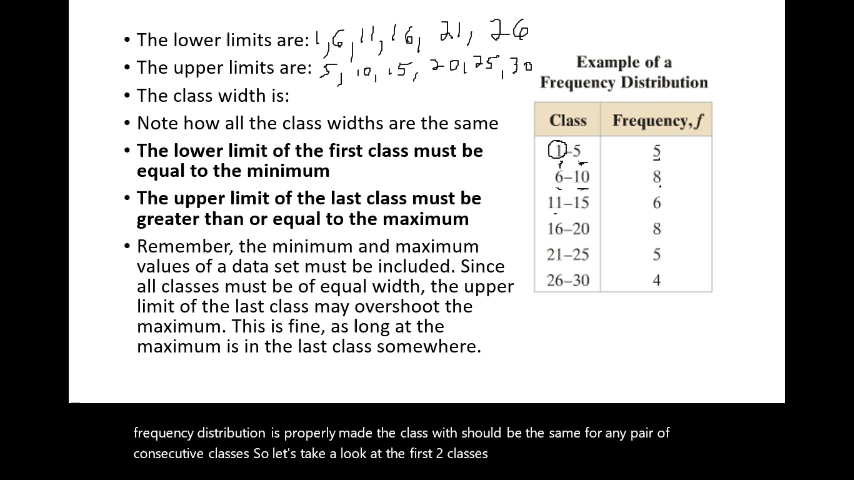 • The lower limits are: 1, 6, 11, 16, 21, 26
• The upper limits are: 5, 10, 15, 20, 25, 30
• The class width is:
• Note how all the class widths are the same
• The lower limit of the first class must be
equal to the minimum
• The upper limit of the last class must be
greater than or equal to the maximum
• Remember, the minimum and maximum
values of a data set must be included. Since
all classes must be of equal width, the upper
limit of the last class may overshoot the
maximum. This is fine, as long at the
maximum is in the last class somewhere.
Example of a
Frequency Distribution
Class Frequency, f
1–5 5
6–10 8
11–15 6
16–20 8
21–25 5
26–30 4
frequency distribution is properly made the class with should be the same for any pair of
consecutive classes So let's take a look at the first 2 classes